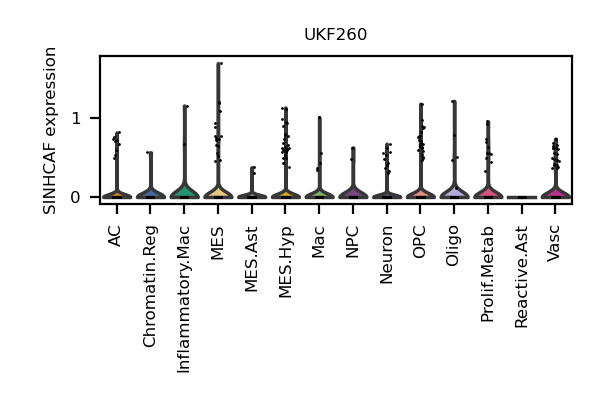 UKF260
SINHCAF expression
1
0
AC
Chromatin.Reg
Inflammatory.Mac
MES
MES.Ast
MES.Hyp
Mac
NPC
Neuron
OPC
Oligo
Prolif.Metab
Reactive.Ast
Vasc